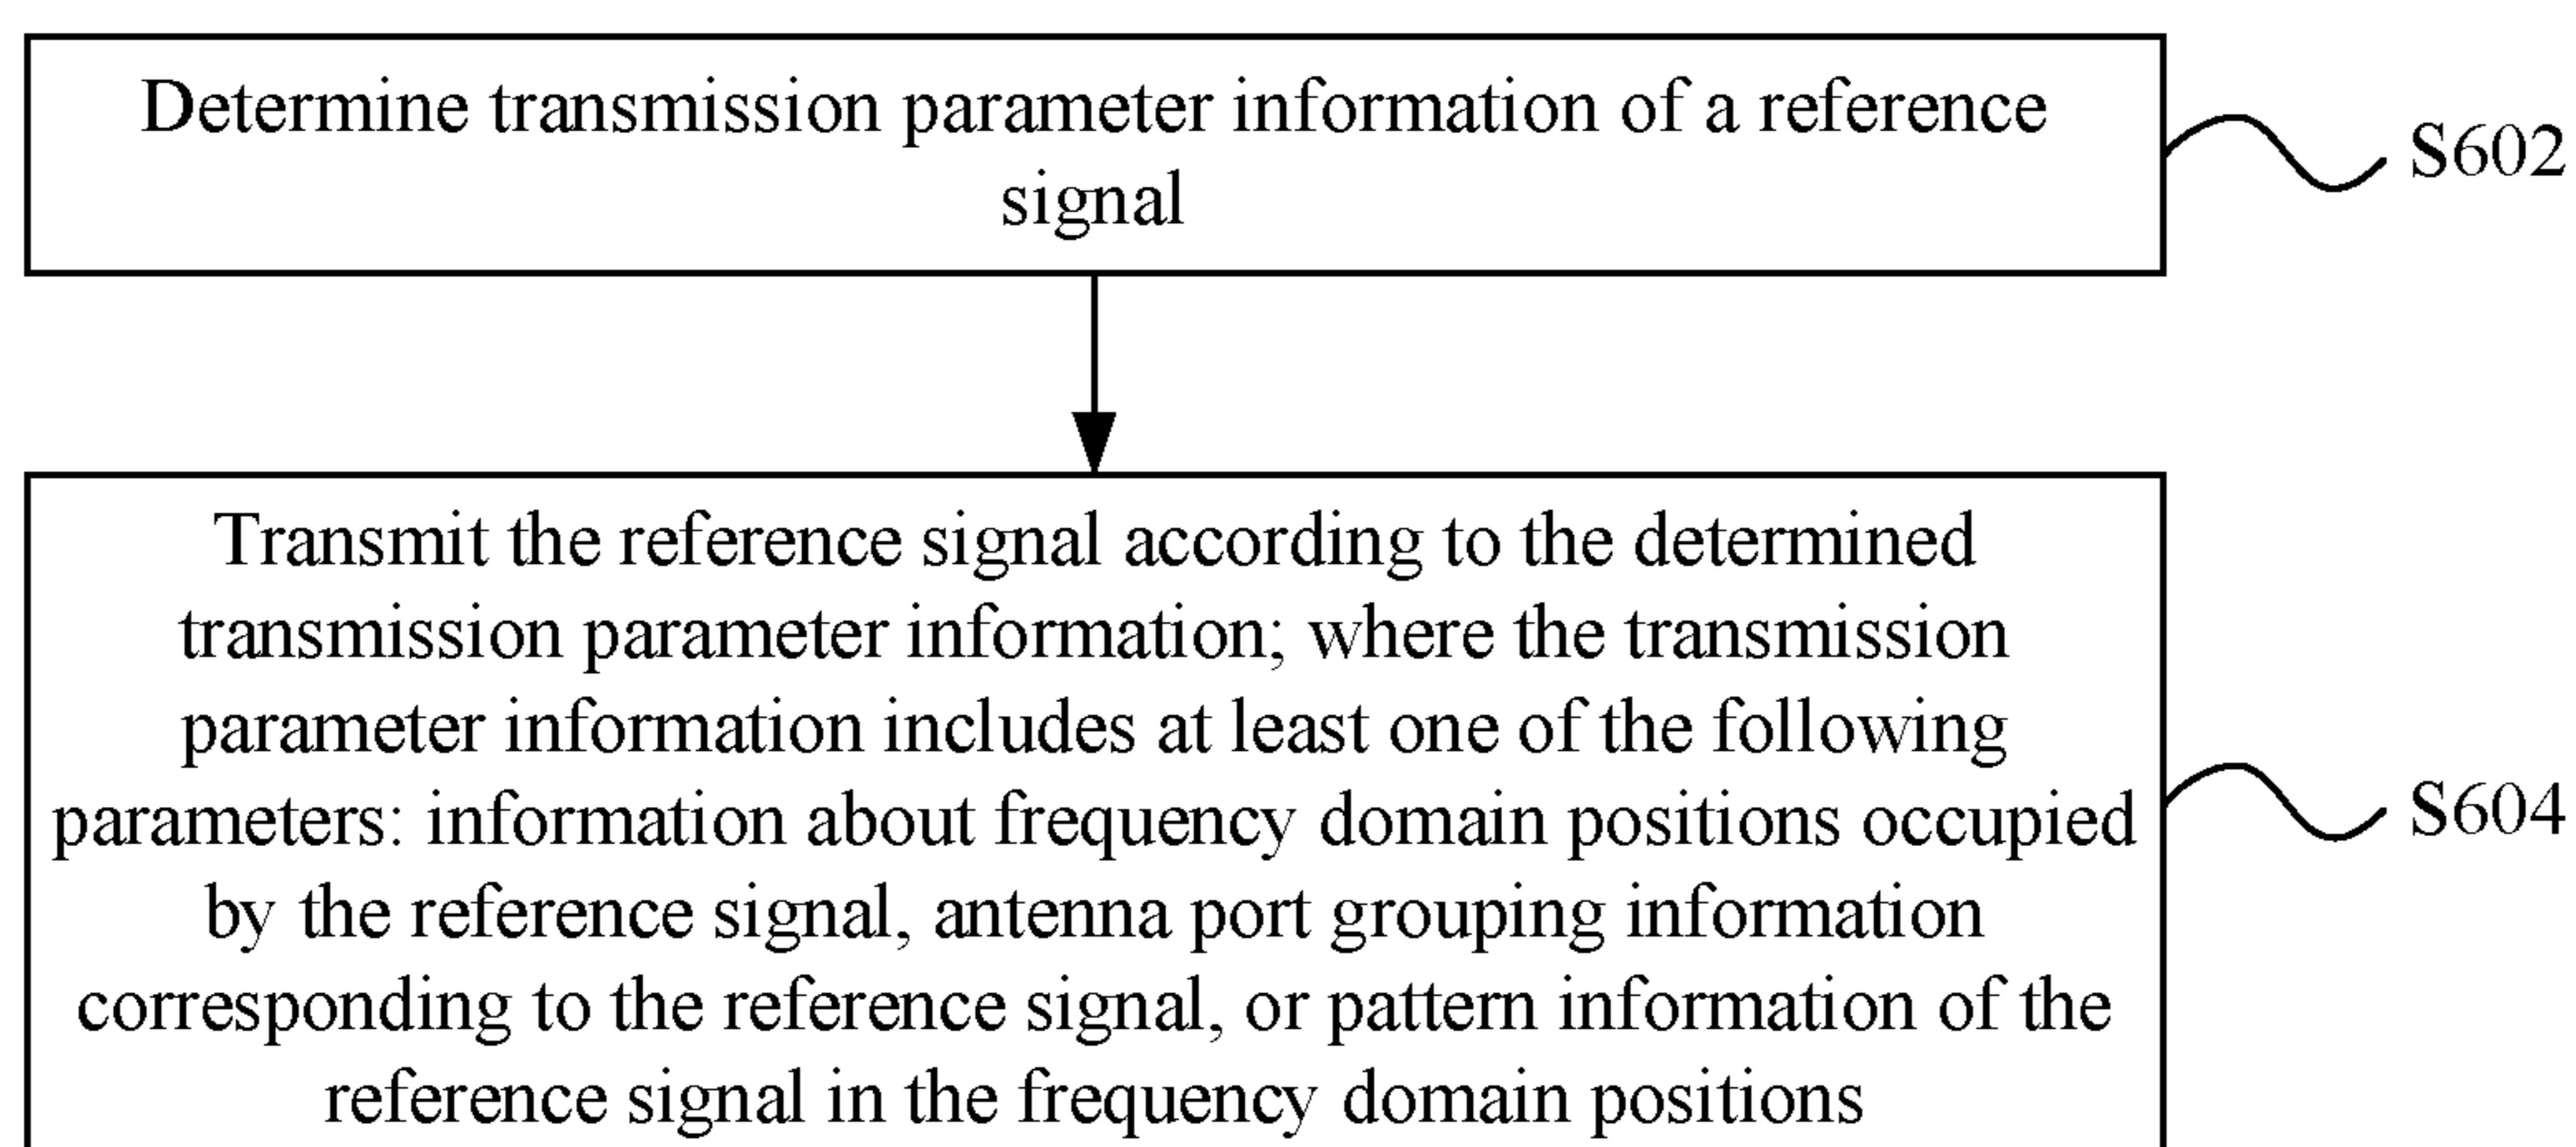 Determine transmission parameter information of a reference
signal
S602
Transmit the reference signal according to the determined
transmission parameter information; where the transmission
parameter information includes at least one of the following
parameters: information about frequency domain positions occupied
by the reference signal, antenna port grouping information
corresponding to the reference signal, or pattern information of the
reference signal in the frequency domain positions
S604